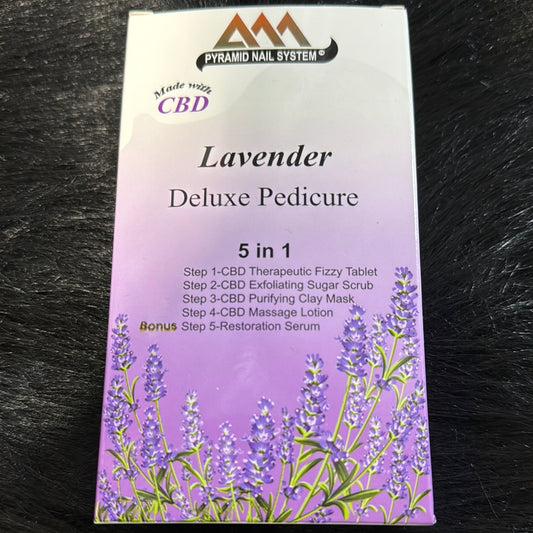 PYRAMID NAIL SYSTEM©
Made with
CBD
Lavender
Deluxe Pedicure
5 in 1
Step 1-CBD Therapeutic Fizzy Tablet
Step 2-CBD Exfoliating Sugar Scrub
Step 3-CBD Purifying Clay Mask
Step 4-CBD Massage Lotion
Bonus Step 5-Restoration Serum